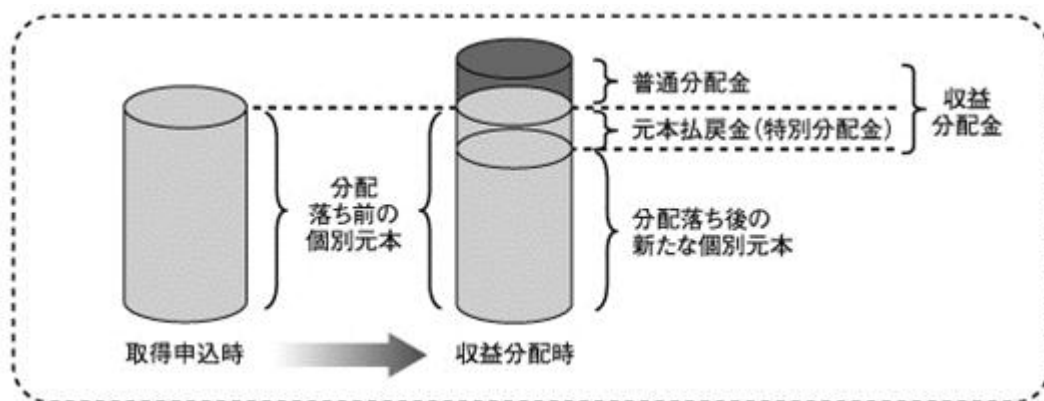 普通分配金
元本払戻金(特別分配金)
収益
分配金
分配
落ち前の
個別元本
分配落ち後の
新たな個別元本
取得申込時
収益分配時